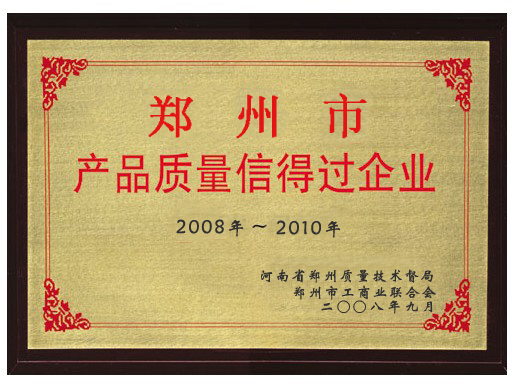 郑州市
产品质量信得过企业
2008年～2010年
河南省郑州质量技术督局
郑州市工商业联合会
二〇〇八年九月